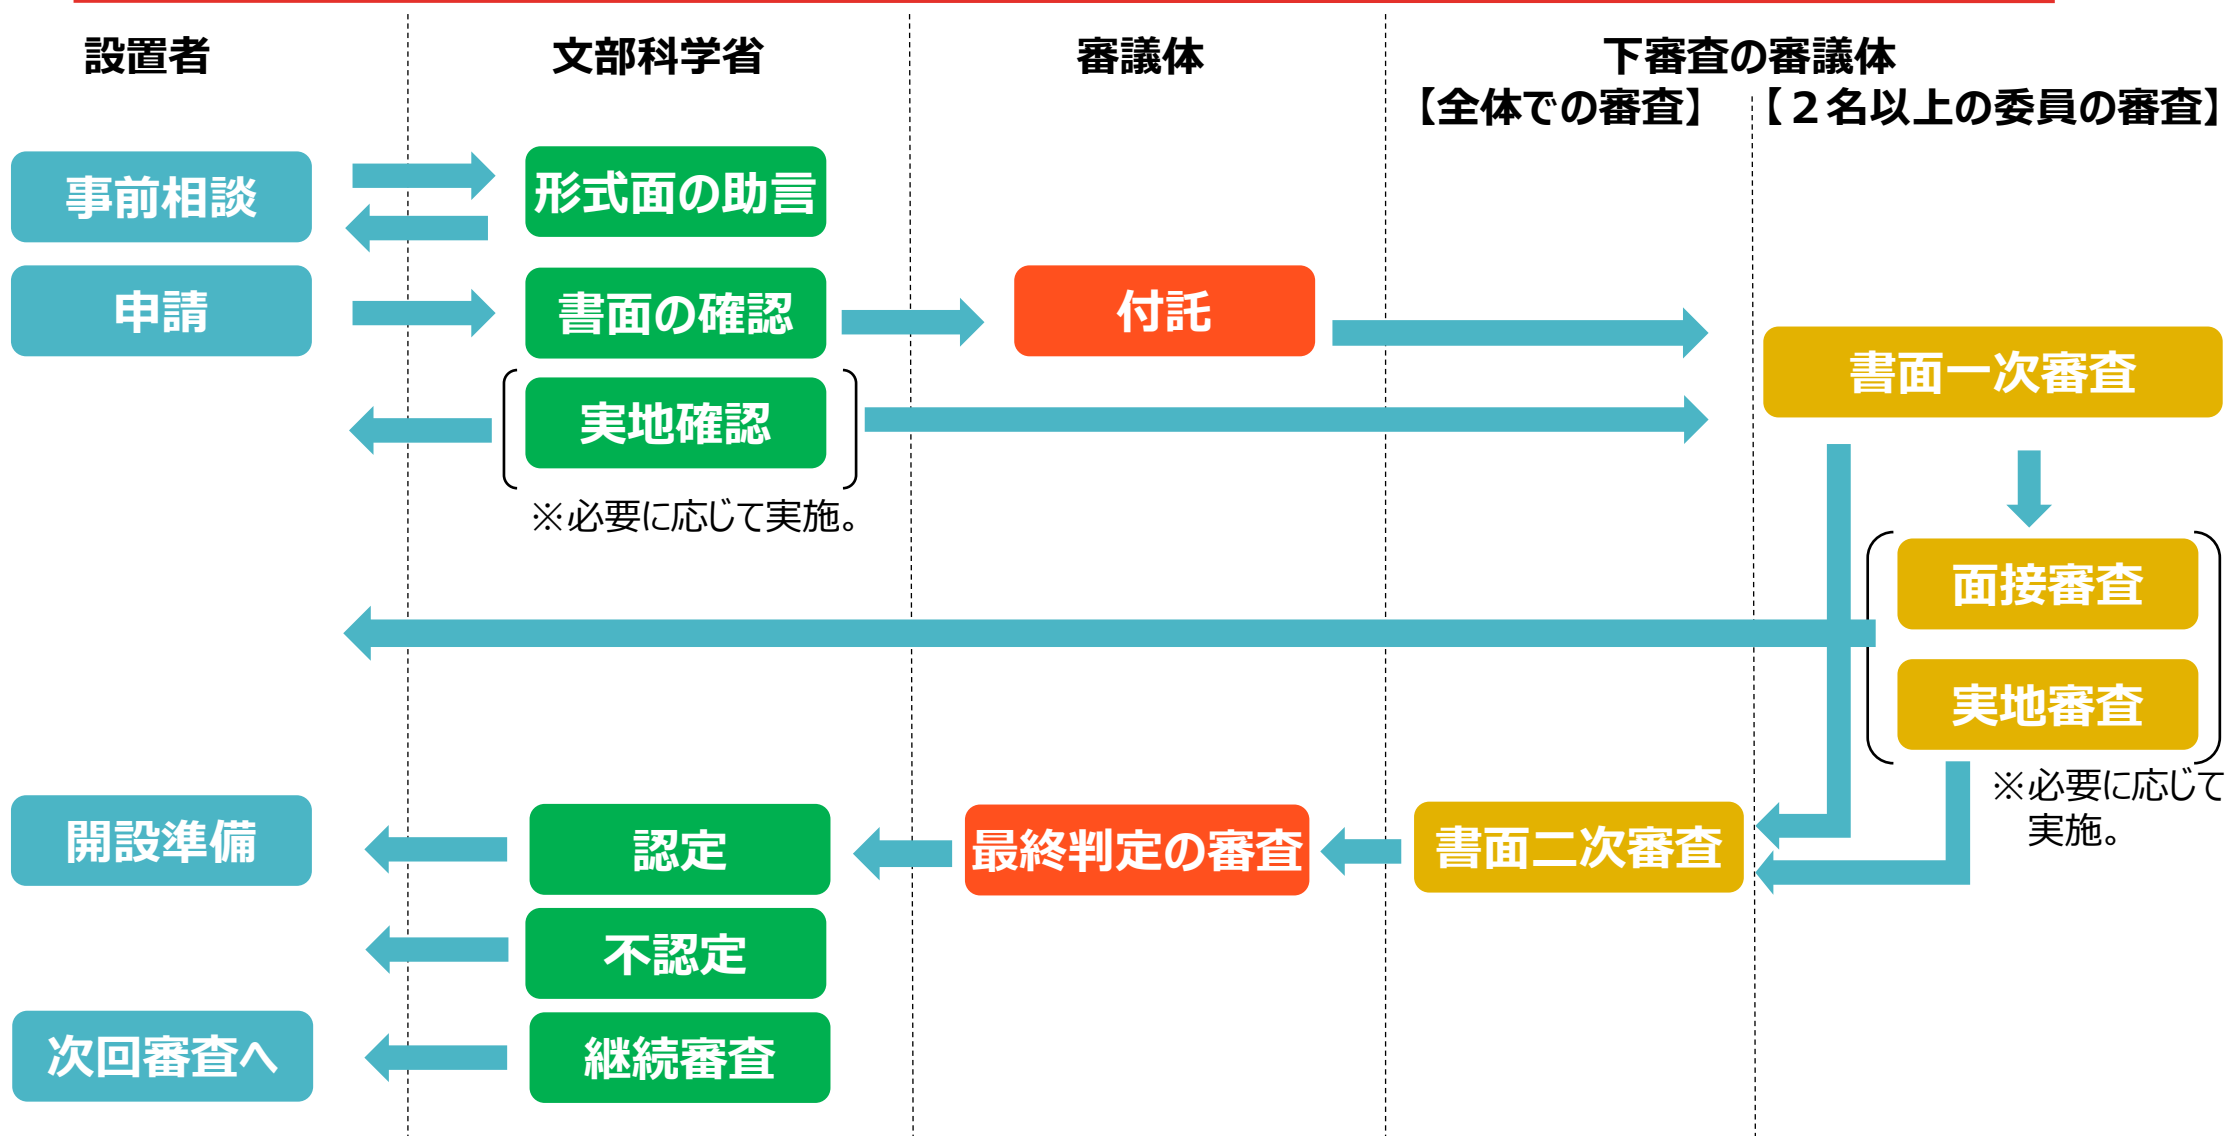 設置者
文部科学省
審議体
下審査の審議体
【全体での審査】
【２名以上の委員の審査】
事前相談
形式面の助言
申請
書面の確認
付託
書面一次審査
実地確認
※必要に応じて実施。
面接審査
実地審査
※必要に応じて
実施。
開設準備
認定
最終判定の審査
書面二次審査
不認定
次回審査へ
継続審査